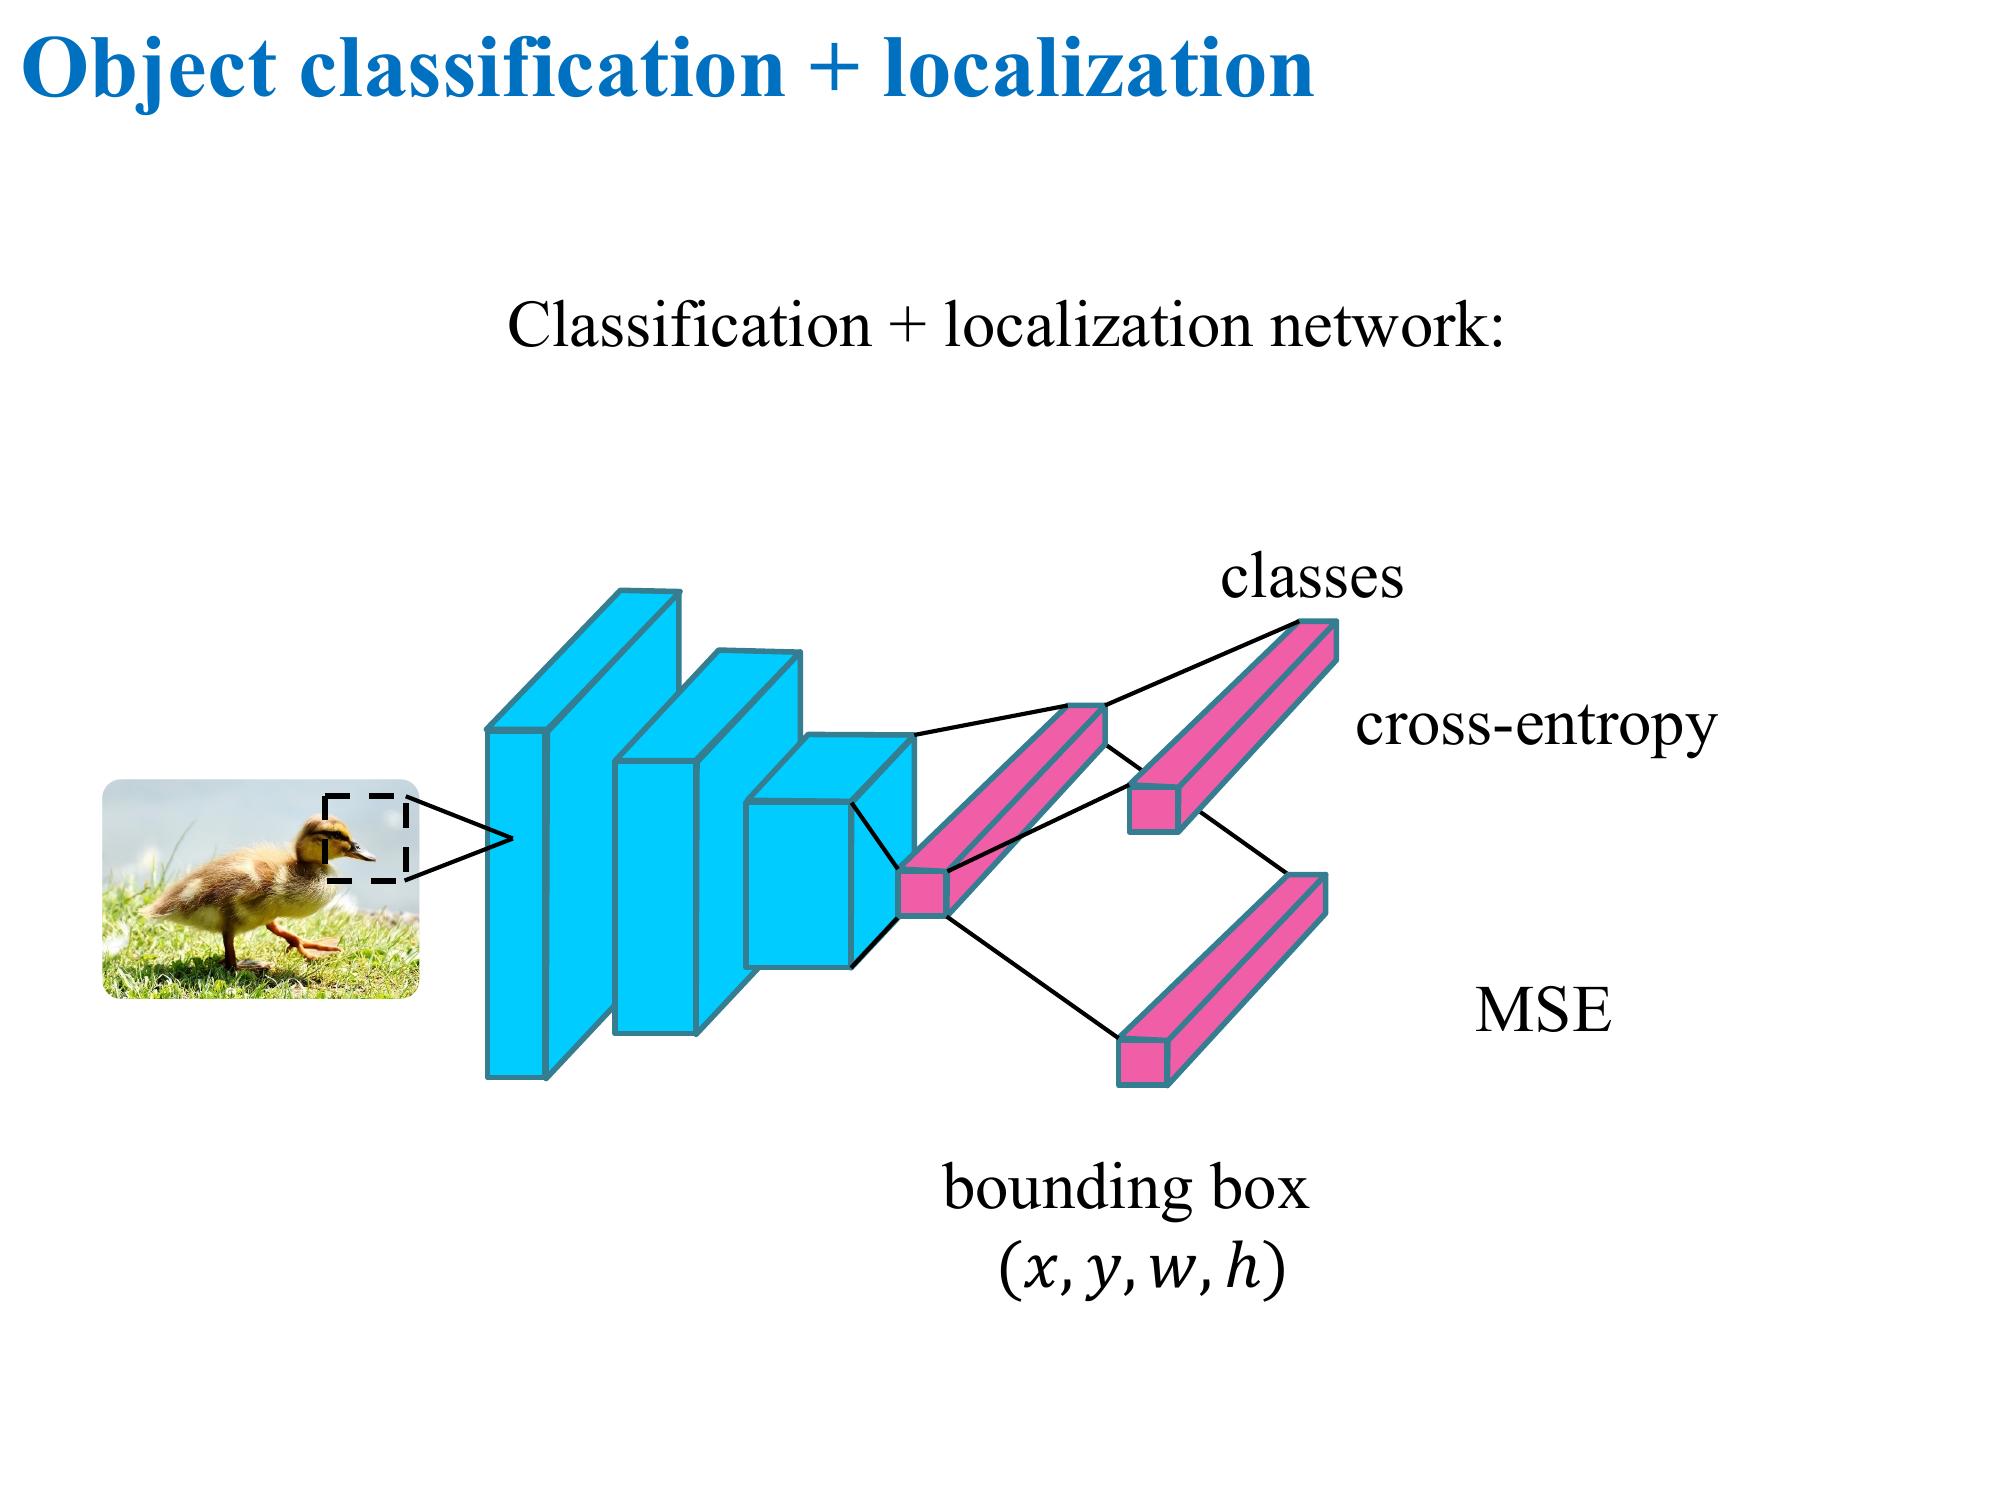 Object classification + localization
Classification + localization network:
classes
cross-entropy
MSE
bounding box
(𝑥, 𝑦, 𝑤, ℎ)